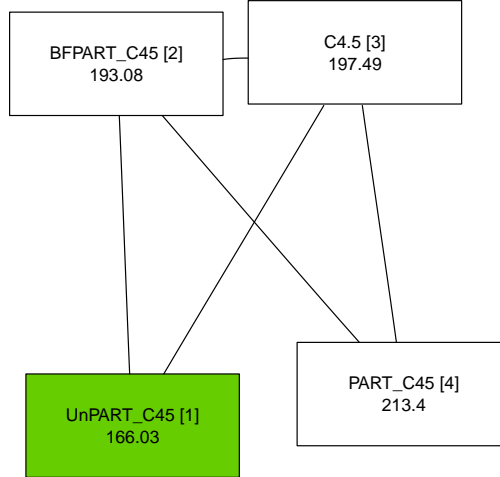 BFPART_C45 [2]
193.08
C4.5 [3]
197.49
UnPART_C45 [1]
166.03
PART_C45 [4]
213.4